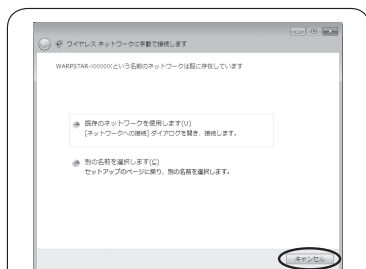 ワイヤレス ネットワークに手動で接続します
WARPSTAR-XXXXXXという名前のネットワークは既に存在しています
既存のネットワークを使用します(U)
[ネットワークへの接続] ダイアログを開き、接続します。
別の名前を選択します(C)
セットアップのページに戻り、別の名前を選択します。
キャンセル